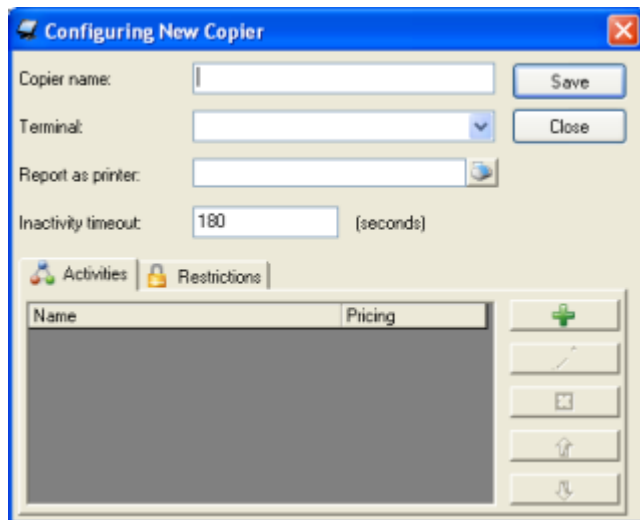 Configuring New Copier
Copier name:
Save
Terminal:
Close
Report as printer:
Inactivity timeout: 180 (seconds)
Activities Restrictions
Name Pricing